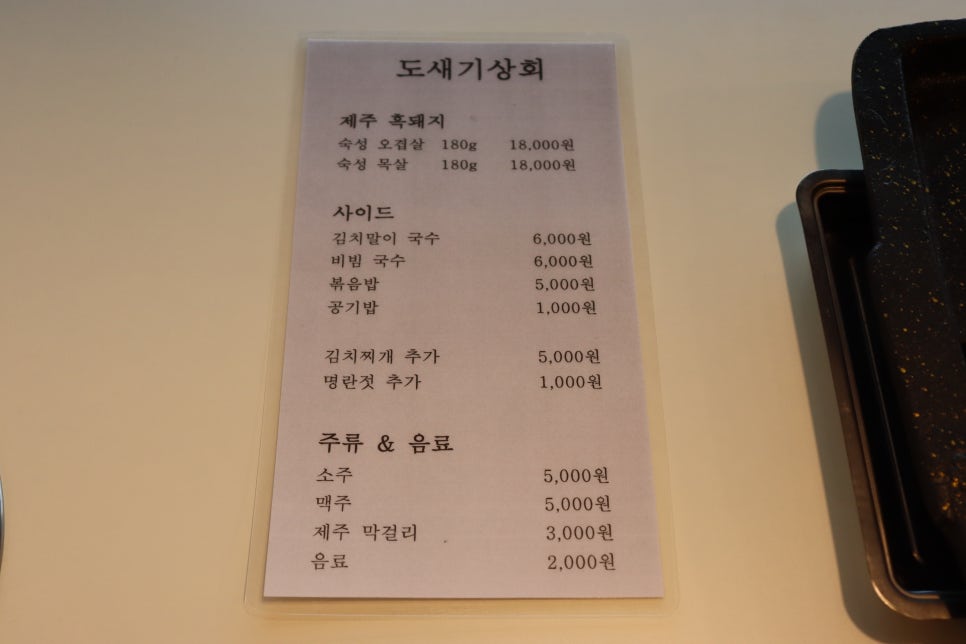 도새기상회
제주 흑돼지
숙성 오겹살 180g 18,000원
숙성 목살 180g 18,000원
사이드
김치말이 국수 6,000원
비빔 국수 6,000원
볶음밥 5,000원
공기밥 1,000원
김치찌개 추가 5,000원
명란젓 추가 1,000원
주류 & 음료
소주 5,000원
맥주 5,000원
제주 막걸리 3,000원
음료 2,000원